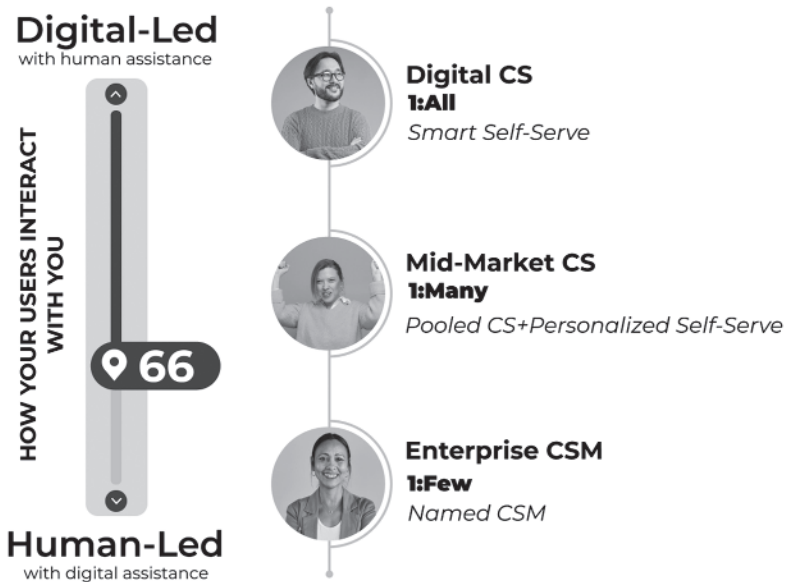 Digital-Led
with human assistance
HOW YOUR USERS INTERACT
WITH YOU
66
Human-Led
with digital assistance
Digital CS
1:All
Smart Self-Serve
Mid-Market CS
1:Many
Pooled CS+Personalized Self-Serve
Enterprise CSM
1:Few
Named CSM